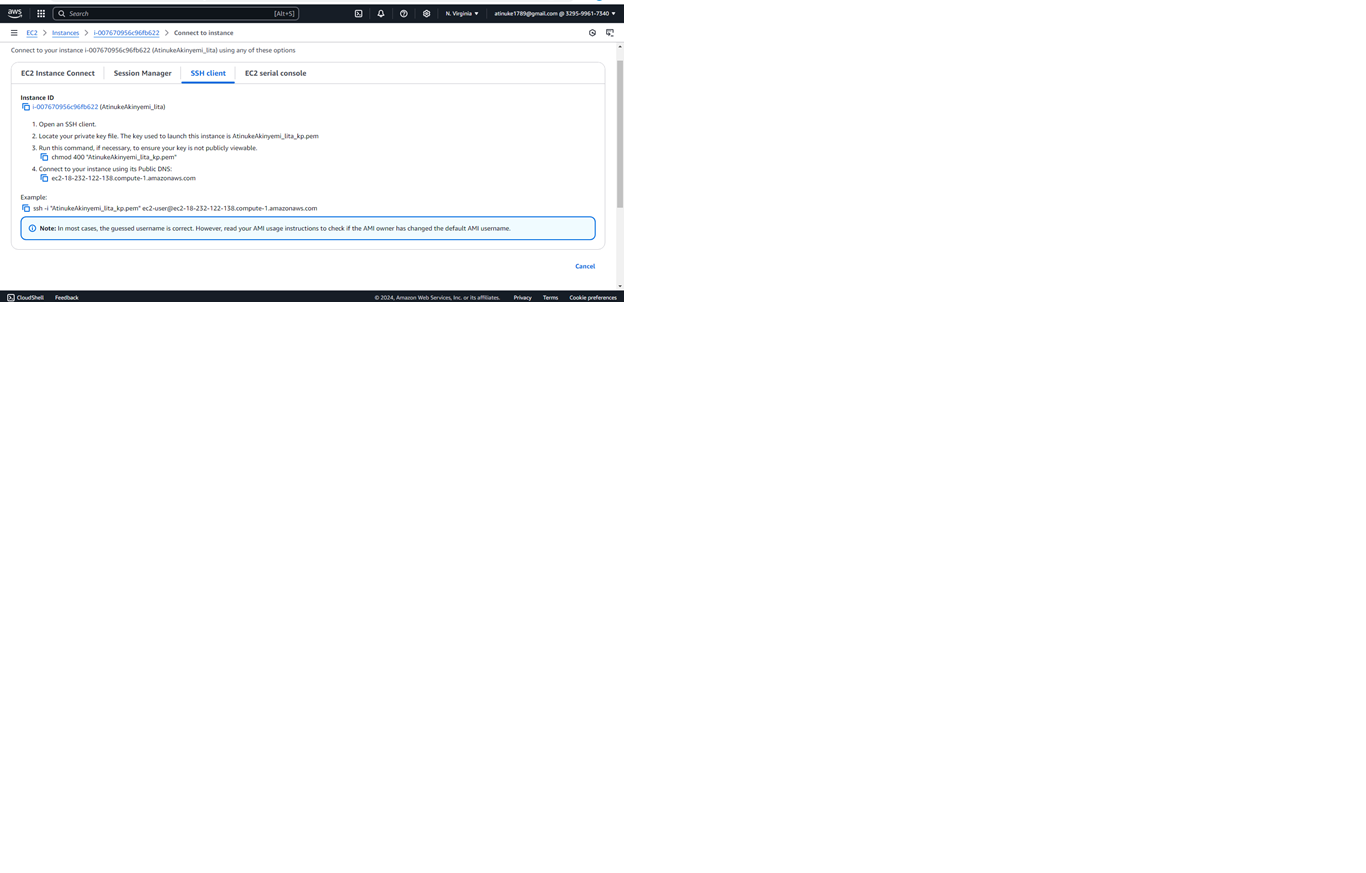 aws
Search [Alt+S] N. Virginia atinuke1789@gmail.com @ 3295-9961-7340
EC2 Instances i-007670956c96fb622 Connect to instance
Connect to your instance i-007670956c96fb622 (AtinukeAkinyemi_lita) using any of these options
EC2 Instance Connect Session Manager SSH client EC2 serial console
Instance ID
i-007670956c96fb622 (AtinukeAkinyemi_lita)
1. Open an SSH client.
2. Locate your private key file. The key used to launch this instance is AtinukeAkinyemi_lita_kp.pem
3. Run this command, if necessary, to ensure your key is not publicly viewable.
chmod 400 "AtinukeAkinyemi_lita_kp.pem"
4. Connect to your instance using its Public DNS:
ec2-18-232-122-138.compute-1.amazonaws.com
Example:
ssh -i "AtinukeAkinyemi_lita_kp.pem" ec2-user@ec2-18-232-122-138.compute-1.amazonaws.com
Note: In most cases, the guessed username is correct. However, read your AMI usage instructions to check if the AMI owner has changed the default AMI username.
Cancel
CloudShell Feedback © 2024, Amazon Web Services, Inc. or its affiliates. Privacy Terms Cookie preferences